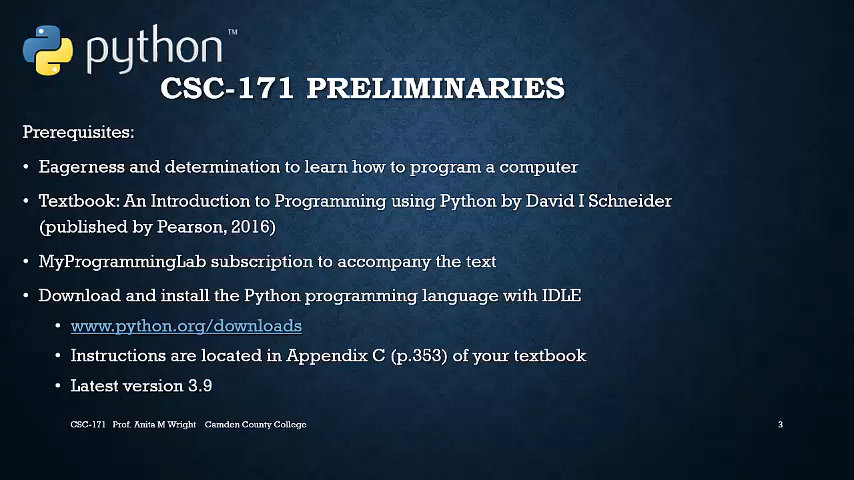 python™
CSC-171 PRELIMINARIES
Prerequisites:
• Eagerness and determination to learn how to program a computer
• Textbook: An Introduction to Programming using Python by David I Schneider
(published by Pearson, 2016)
• MyProgrammingLab subscription to accompany the text
• Download and install the Python programming language with IDLE
• www.python.org/downloads
• Instructions are located in Appendix C (p.353) of your textbook
• Latest version 3.9
CSC-171 Prof. Anita M Wright Camden County College
3